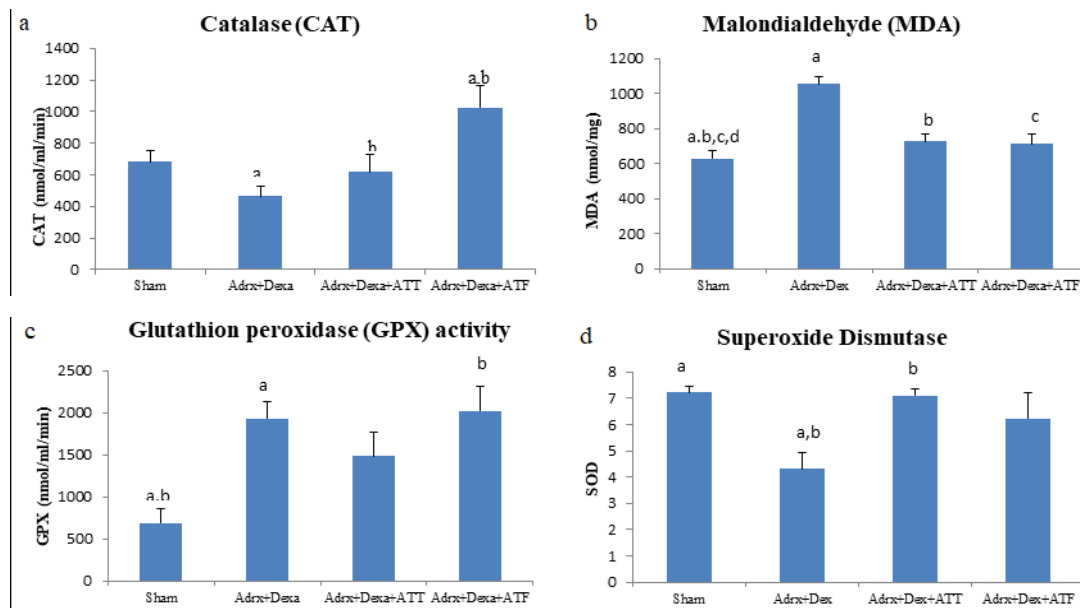 a
Catalase (CAT)
CAT (nmol/ml/min)
1400
1200
1000
800
600
400
200
0
a
b
a,b
Sham
Adrx+Dexa
Adrx+Dexa+ATT
Adrx+Dexa+ATF
b
Malondialdehyde (MDA)
MDA (nmol/mg)
1200
1000
800
600
400
200
0
a.b,c,d
a
b
c
Sham
Adrx+Dex
Adrx+Dexa+ATT
Adrx+Dexa+ATF
c
Glutathion peroxidase (GPX) activity
GPX (nmol/ml/min)
2500
2000
1500
1000
500
0
a.b
a
b
Sham
Adrx+Dexa
Adrx+Dexa+ATT
Adrx+Dexa+ATF
d
Superoxide Dismutase
SOD
8
7
6
5
4
3
2
1
0
a
a,b
b
Sham
Adrx+Dex
Adrx+Dex+ATT
Adrx+Dex+ATF